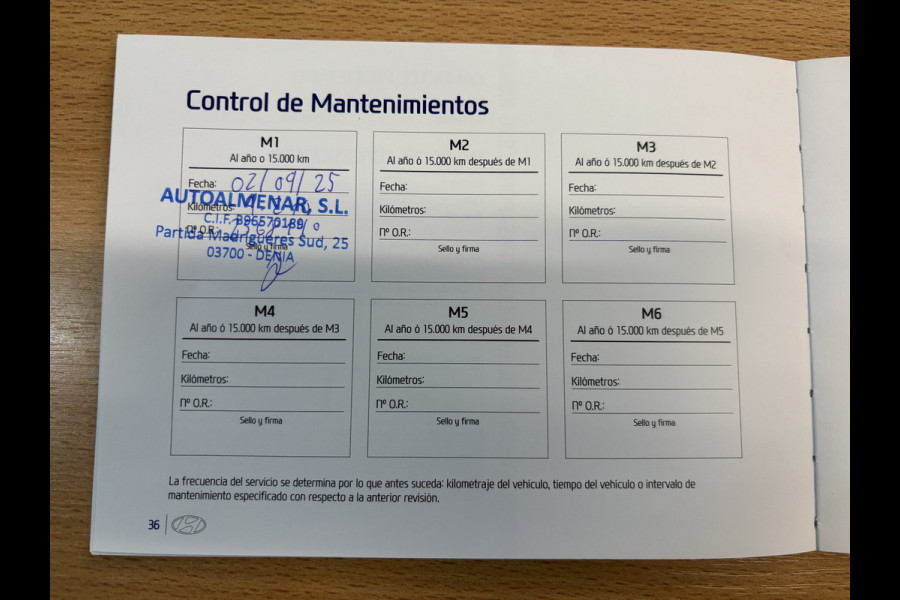 Control de Mantenimientos
M1
Al año o 15.000 km
Fecha: 02/09/25
Kilómetros:
Nº O.R.:
Sello y firma
AUTOALMENAR, S.L.
C.I.F. B96570189
Partida Madrigueres Sud, 25
03700 - DENIA
M2
Al año ó 15.000 km después de M1
Fecha:
Kilómetros:
Nº O.R.:
Sello y firma
M3
Al año ó 15.000 km después de M2
Fecha:
Kilómetros:
Nº O.R.:
Sello y firma
M4
Al año ó 15.000 km después de M3
Fecha:
Kilómetros:
Nº O.R.:
Sello y firma
M5
Al año ó 15.000 km después de M4
Fecha:
Kilómetros:
Nº O.R.:
Sello y firma
M6
Al año ó 15.000 km después de M5
Fecha:
Kilómetros:
Nº O.R.:
Sello y firma
La frecuencia del servicio se determina por lo que antes suceda: kilometraje del vehículo, tiempo del vehículo o intervalo de
mantenimiento especificado con respecto a la anterior revisión.
36